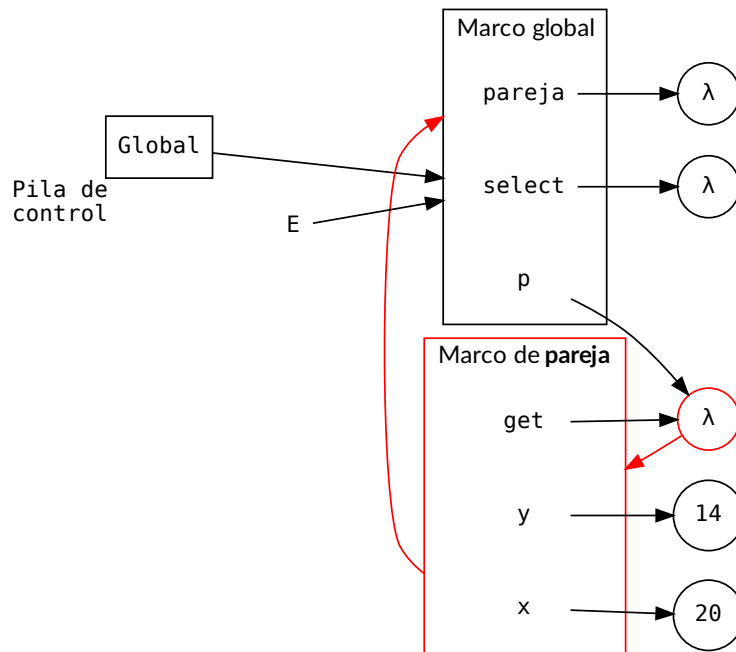 Marco global
pareja
λ
Global
select
λ
Pila de
control
E
p
Marco de pareja
get
λ
y
14
x
20